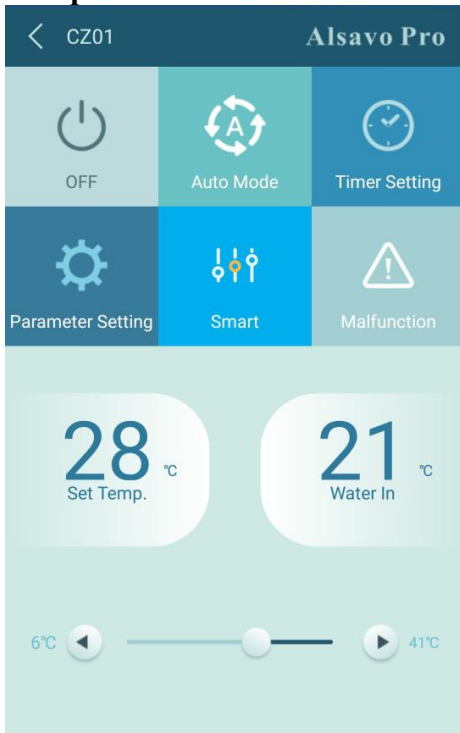 CZ01 Alsavo Pro
OFF Auto Mode Timer Setting
A
Parameter Setting Smart Malfunction
28 °C 21 °C
Set Temp. Water In
6°C 41°C